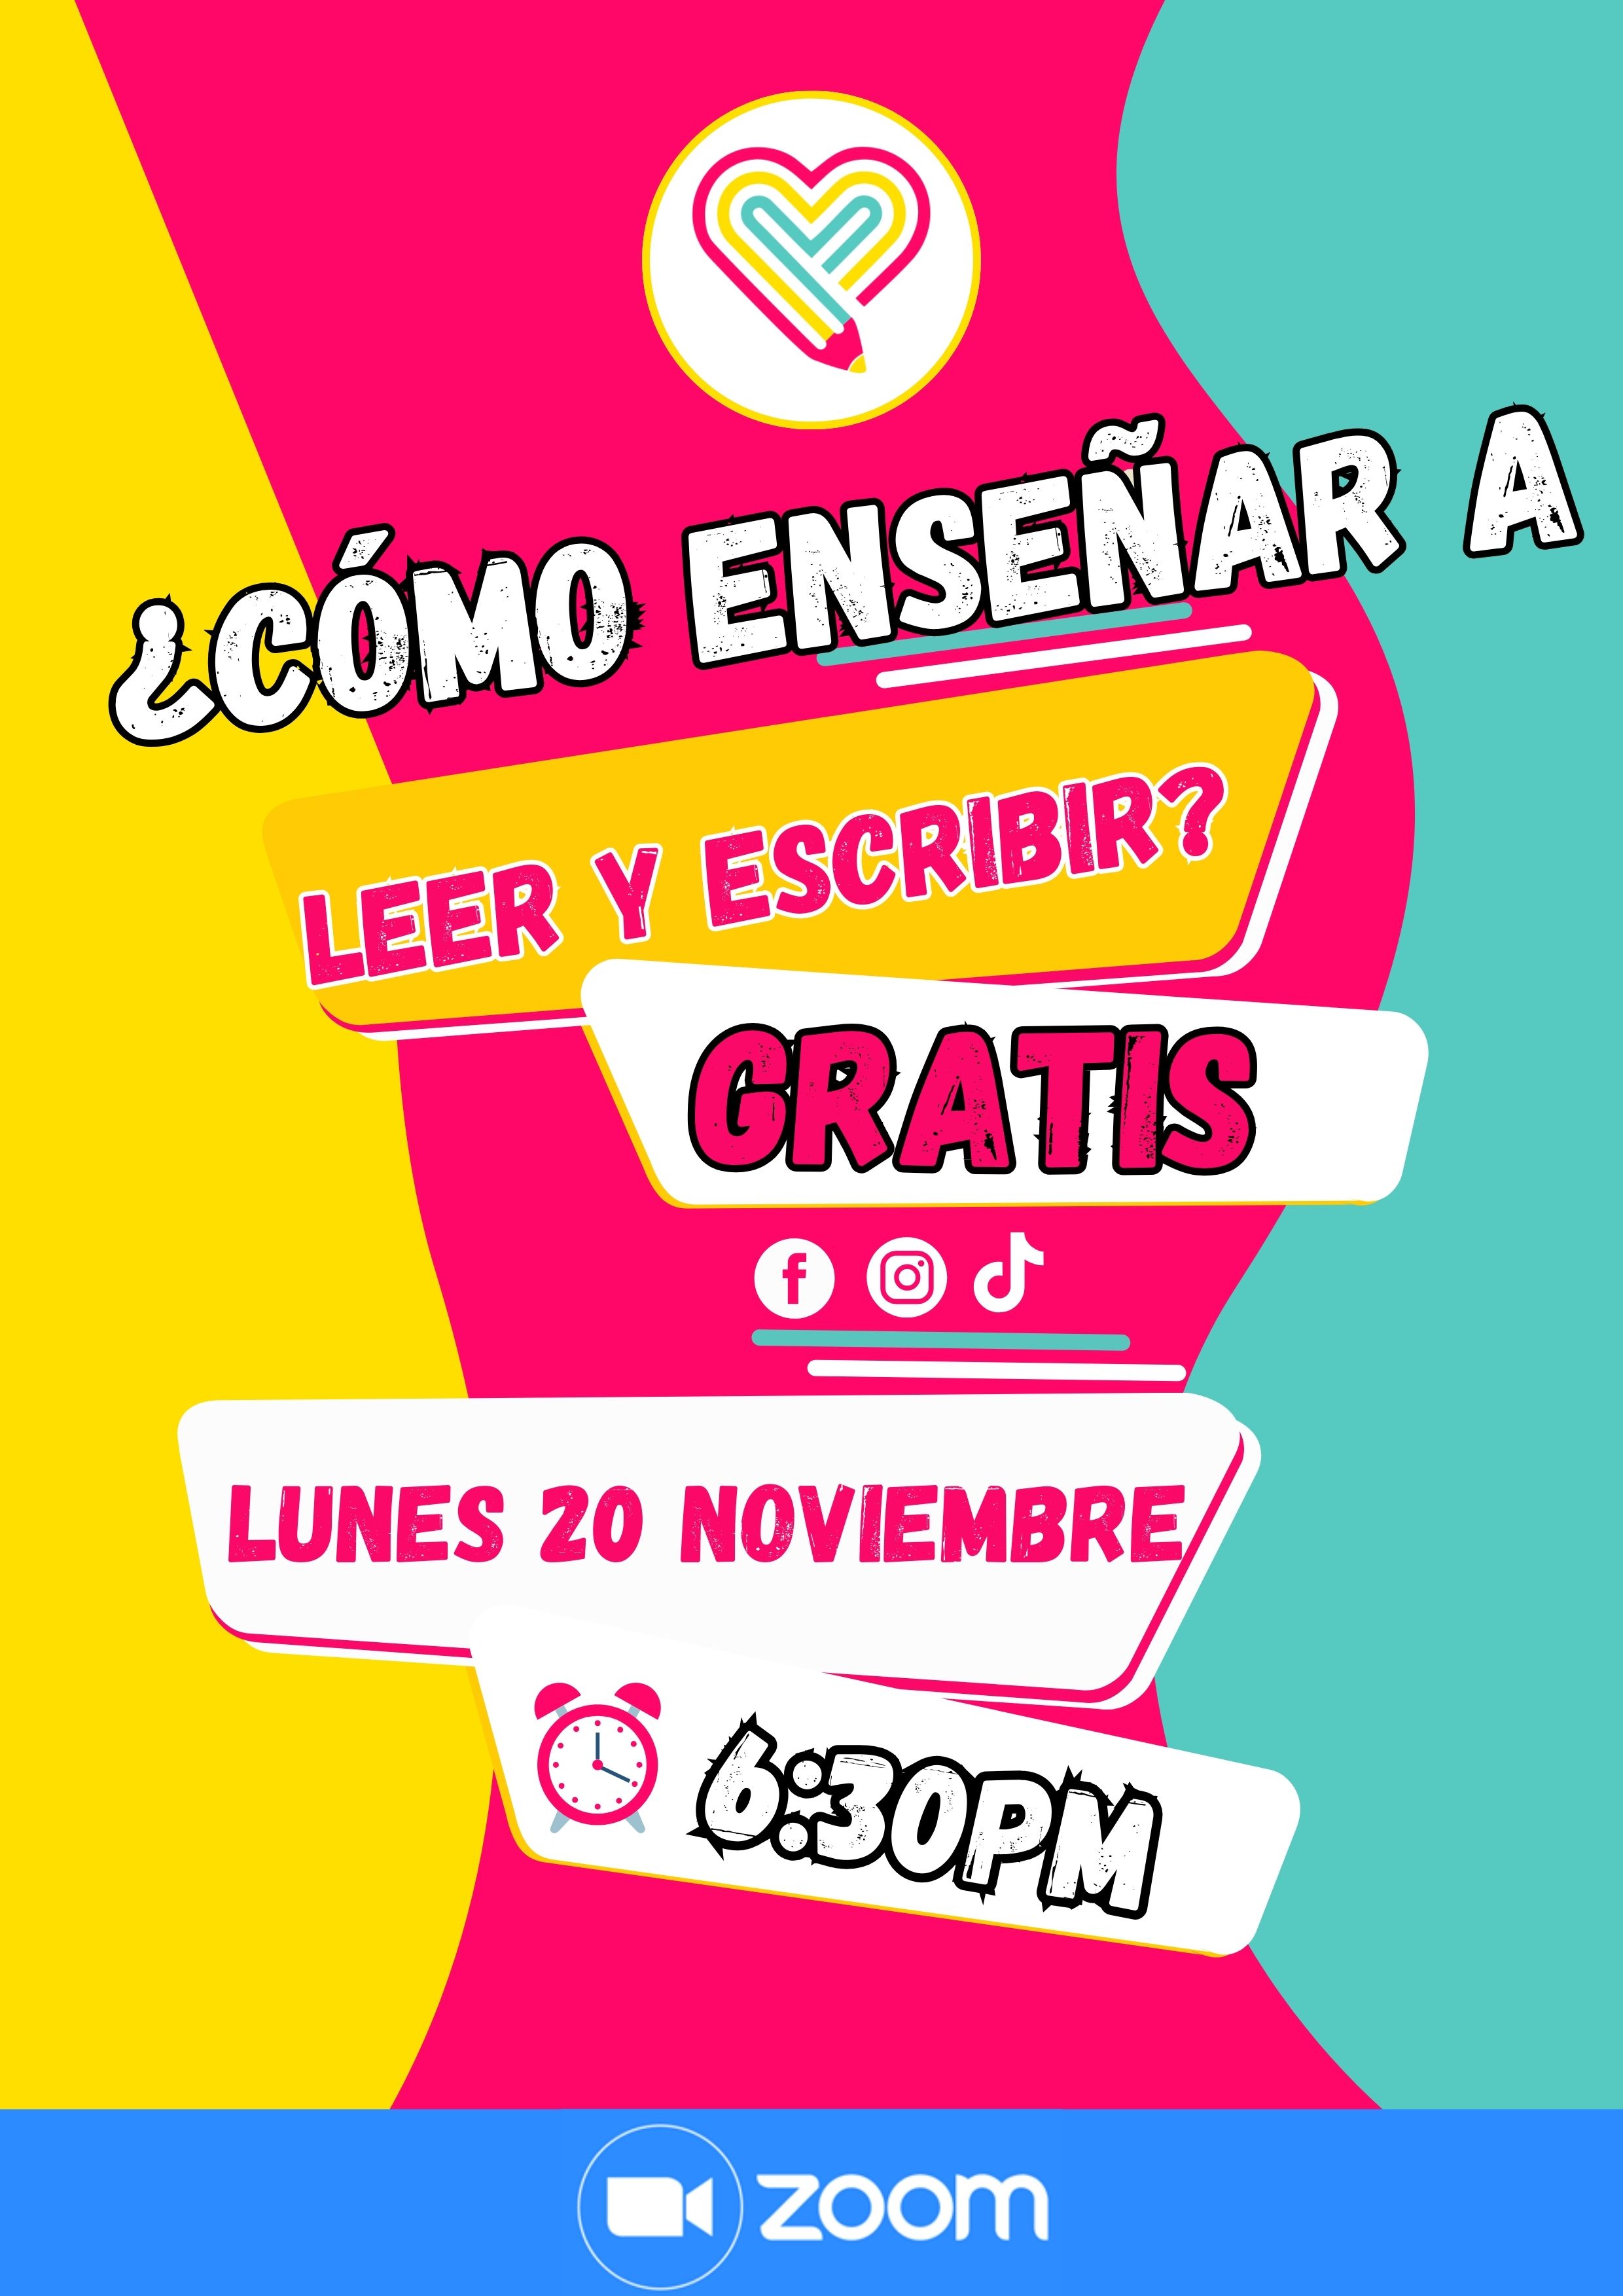 ¿CÓMO ENSEÑAR A
LEER Y ESCRIBIR?
GRATIS
LUNES 20 NOVIEMBRE
6:30PM
zoom